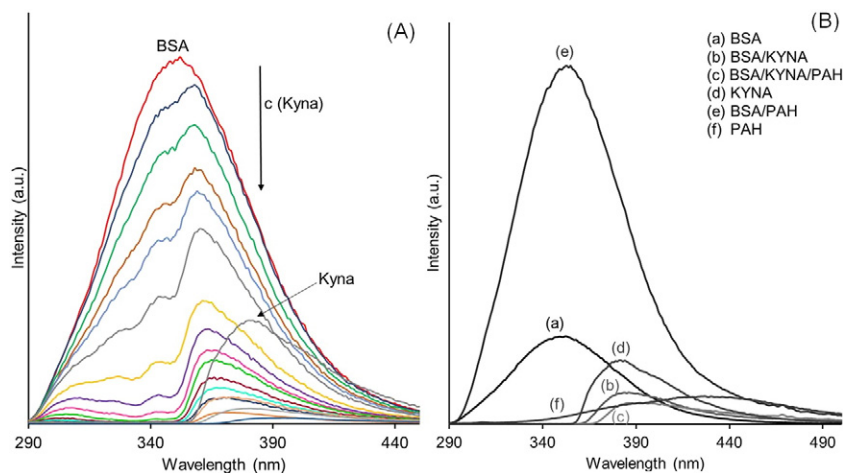 (A)
BSA
c (Kyna)
Kyna
Intensity (a.u.)
290
340
390
440
Wavelength (nm)
(B)
(a) BSA
(b) BSA/KYNA
(c) BSA/KYNA/PAH
(d) KYNA
(e) BSA/PAH
(f) PAH
(e)
(a)
(d)
(b)
(f)
(c)
Intensity (a.u.)
290
340
390
440
490
Wavelength (nm)